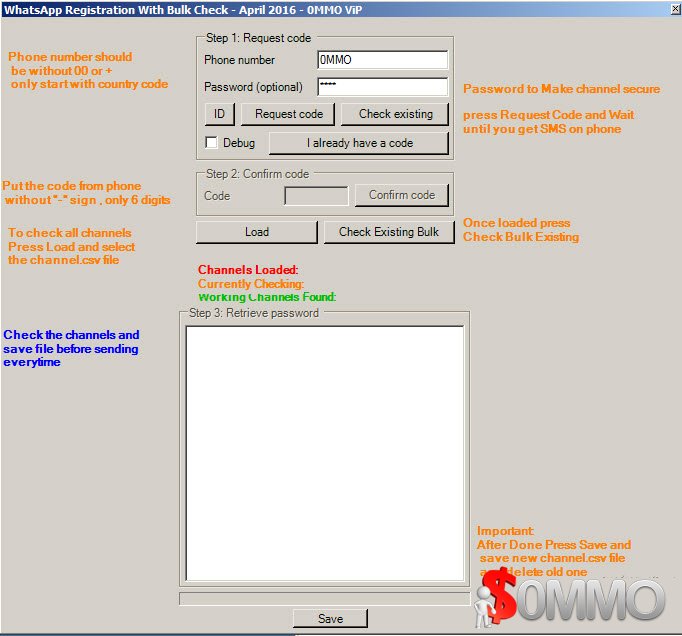 WhatsApp Registration With Bulk Check - April 2016 - 0MMO ViP
Step 1: Request code
Phone number should
be without 00 or +
only start with country code
Phone number
0MMO
Password (optional)
****
Password to Make channel secure
ID
Request code
Check existing
press Request Code and Wait
until you get SMS on phone
Debug
I already have a code
Step 2: Confirm code
Put the code from phone
without "-" sign , only 6 digits
Code
Confirm code
To check all channels
Press Load and select
the channel.csv file
Load
Check Existing Bulk
Once loaded press
Check Bulk Existing
Channels Loaded:
Currently Checking:
Working Channels Found:
Step 3: Retrieve password
Check the channels and
save file before sending
everytime
Important:
After Done Press Save and
save new channel.csv file
delete old one
$0MMO
Save